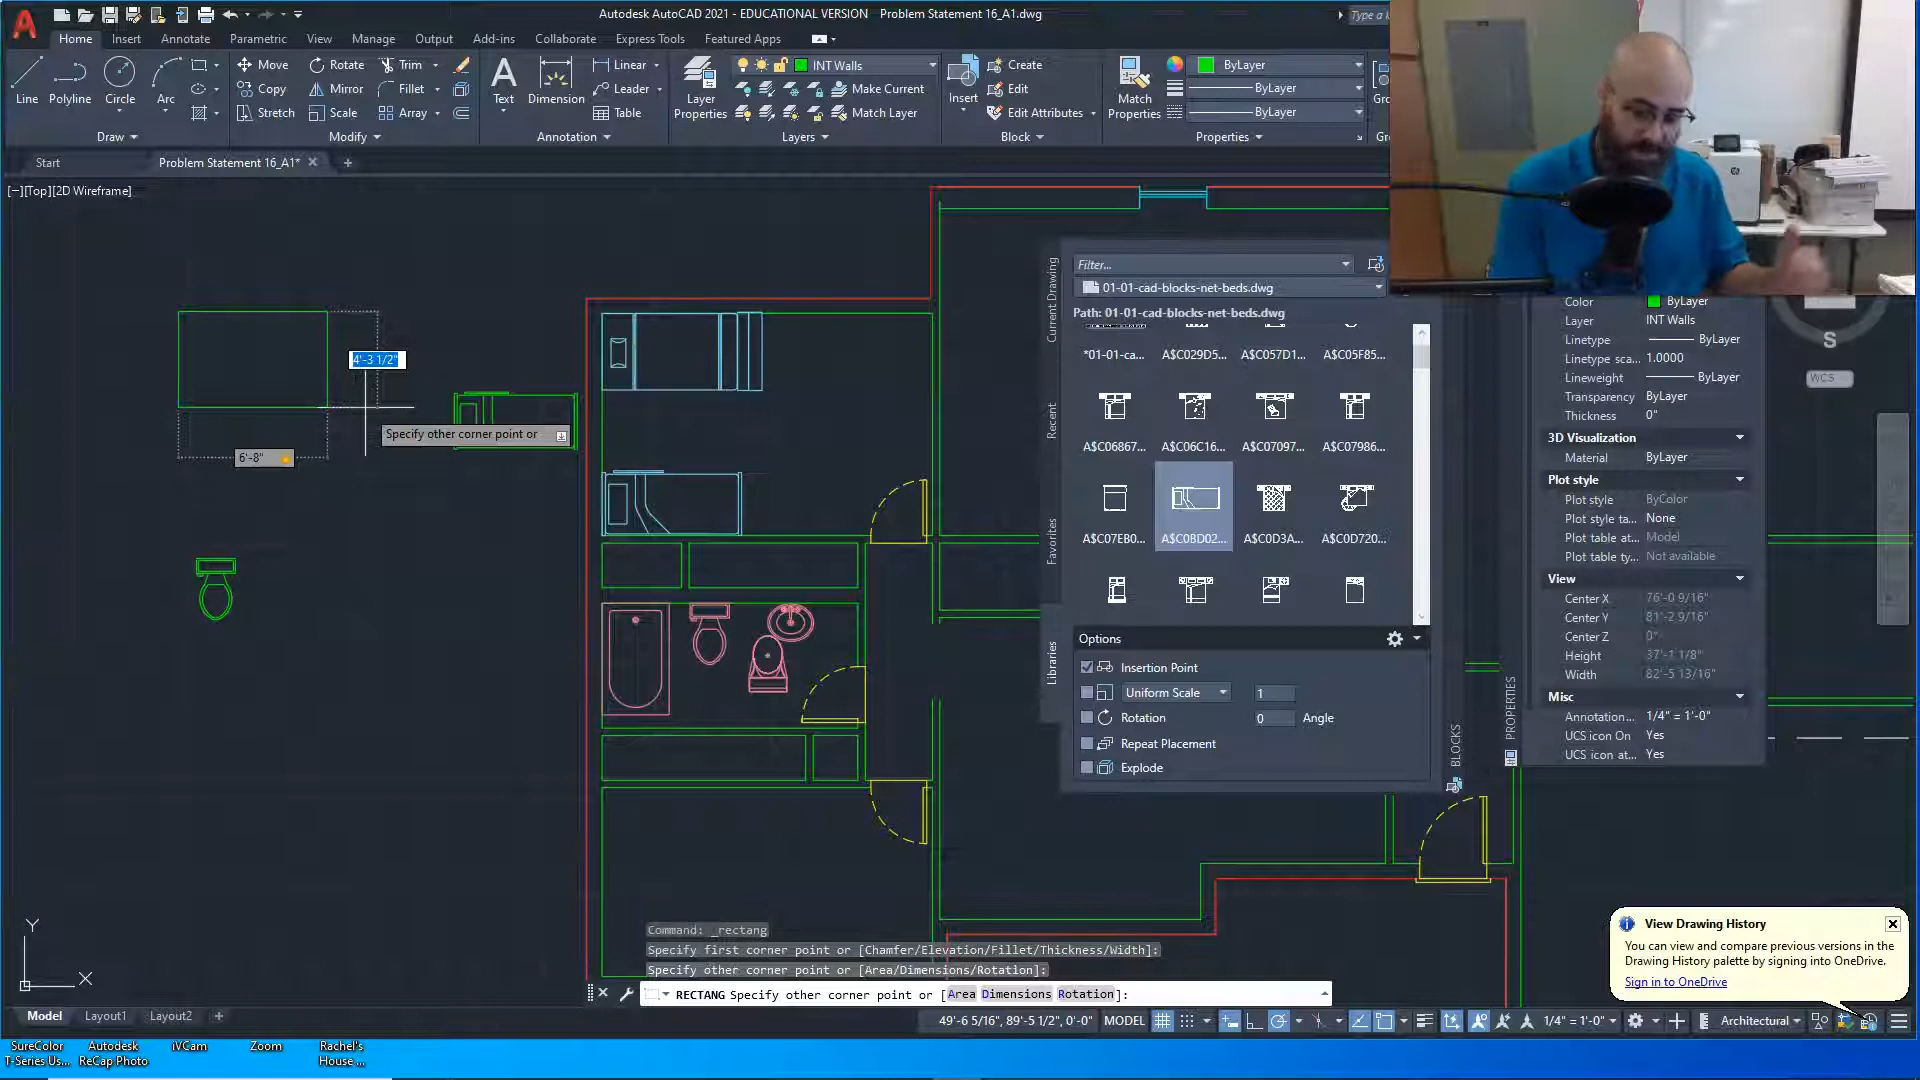 Autodesk AutoCAD 2021 - EDUCATIONAL VERSION Problem Statement 16_A1.dwg
Type a k
Home Insert Annotate Parametric View Manage Output Add-ins Collaborate Express Tools Featured Apps
Line Polyline Circle Arc
Move Rotate Trim
Copy Mirror Fillet
Stretch Scale Array
Text Dimension
Linear
Leader
Table
Layer Properties
INT Walls
Make Current
Match Layer
Insert
Create
Edit
Edit Attributes
Match Properties
ByLayer
ByLayer
ByLayer
Draw Modify Annotation Layers Block Properties
Start Problem Statement 16_A1*
[−][Top][2D Wireframe]
4'-3 1/2"
Specify other corner point or
6'-8"
Current Drawing
Recent
Favorites
Libraries
Filter...
01-01-cad-blocks-net-beds.dwg
Path: 01-01-cad-blocks-net-beds.dwg
*01-01-ca... A$C029D5... A$C057D1... A$C05F85...
A$C06867... A$C06C16... A$C07097... A$C07986...
A$C07EB0... A$C0BD02... A$C0D3A... A$C0D720...
Options
Insertion Point
Uniform Scale 1
Rotation 0 Angle
Repeat Placement
Explode
BLOCKS
PROPERTIES
Color ByLayer
Layer INT Walls
Linetype ByLayer
Linetype sca... 1.0000
Lineweight ByLayer
Transparency ByLayer
Thickness 0"
3D Visualization
Material ByLayer
Plot style
Plot style ByColor
Plot style ta... None
Plot table at... Model
Plot table ty... Not available
View
Center X 76'-0 9/16"
Center Y 81'-2 9/16"
Center Z 0"
Height 37'-1 1/8"
Width 82'-5 13/16"
Misc
Annotation... 1/4" = 1'-0"
UCS icon On Yes
UCS icon at... Yes
S
WCS
Y
X
Command: _rectang
Specify first corner point or [Chamfer/Elevation/Fillet/Thickness/Width]:
Specify other corner point or [Area/Dimensions/Rotation]:
RECTANG Specify other corner point or [Area Dimensions Rotation]:
View Drawing History
You can view and compare previous versions in the
Drawing History palette by signing into OneDrive.
Sign in to OneDrive
Model Layout1 Layout2
49'-6 5/16", 89'-5 1/2", 0'-0" MODEL 1/4" = 1'-0" Architectural
SureColor T-Series Us...
Autodesk ReCap Photo
iVCam
Zoom
Rachel's House ...